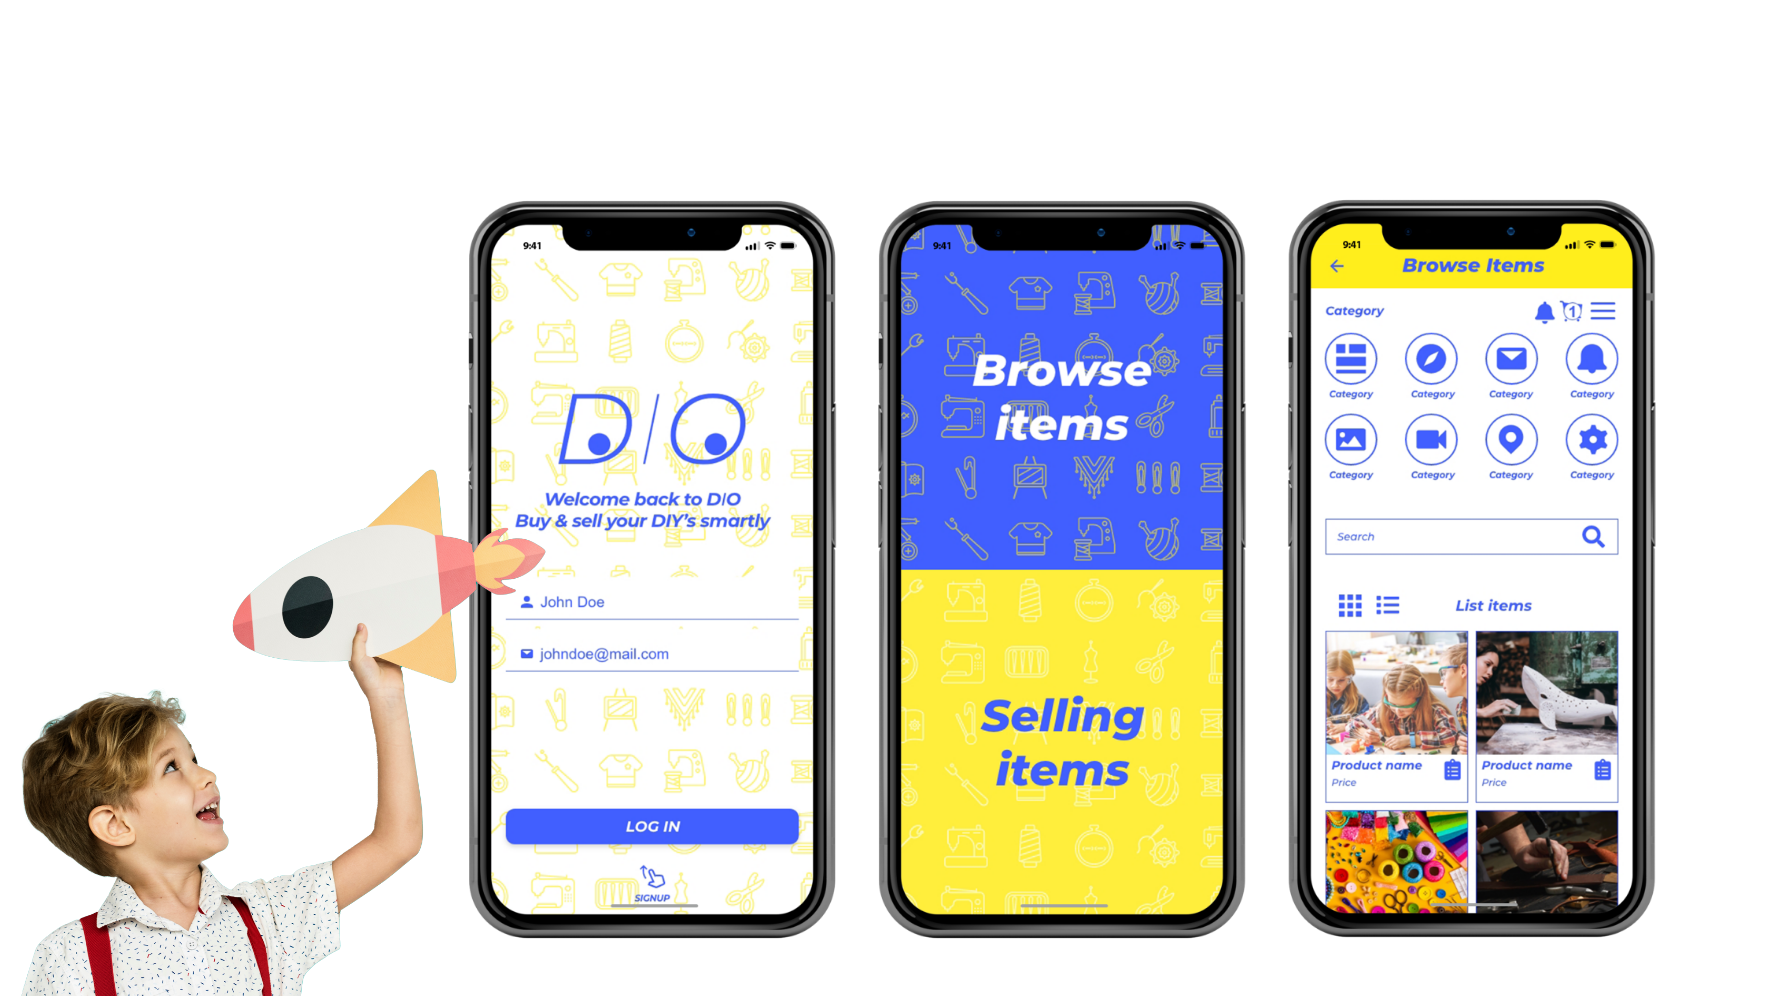 9:41
D/O
Welcome back to D/O
Buy & sell your DIY's smartly
John Doe
johndoe@mail.com
LOG IN
SIGNUP
9:41
Browse
items
Selling
items
9:41
Browse Items
Category
1
Category Category Category Category
Category Category Category Category
Search
List items
Product name Product name
Price Price